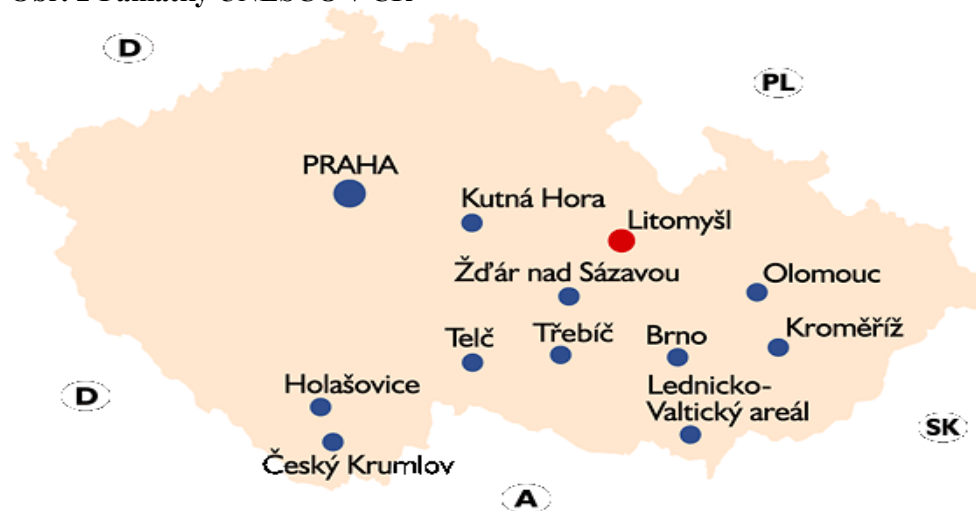 D
PL
PRAHA
Kutná Hora
Litomyšl
Žďár nad Sázavou
Olomouc
Telč
Třebíč
Brno
Kroměříž
Holašovice
Lednicko-
Valtický areál
D
SK
Český Krumlov
A